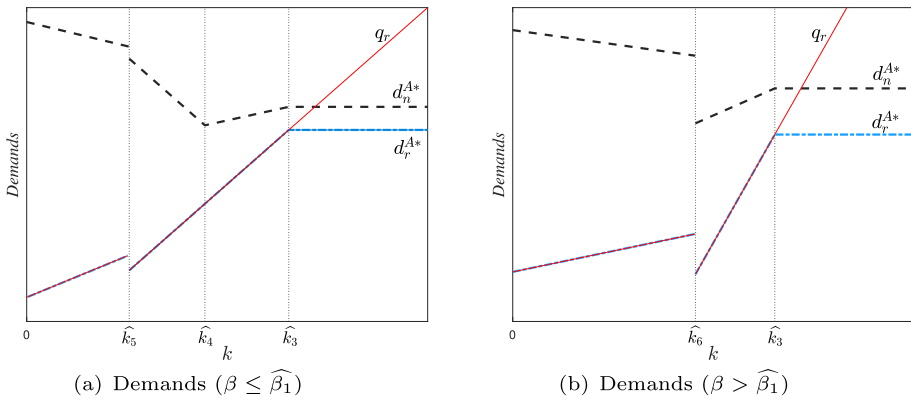 q_r
d_n^{A*}
d_r^{A*}
Demands
0
\widehat{k_5}
\widehat{k_4}
\widehat{k_3}
k
(a) Demands (β ≤ \widehat{β_1})
q_r
d_n^{A*}
d_r^{A*}
Demands
0
\widehat{k_6}
\widehat{k_3}
k
(b) Demands (β > \widehat{β_1})